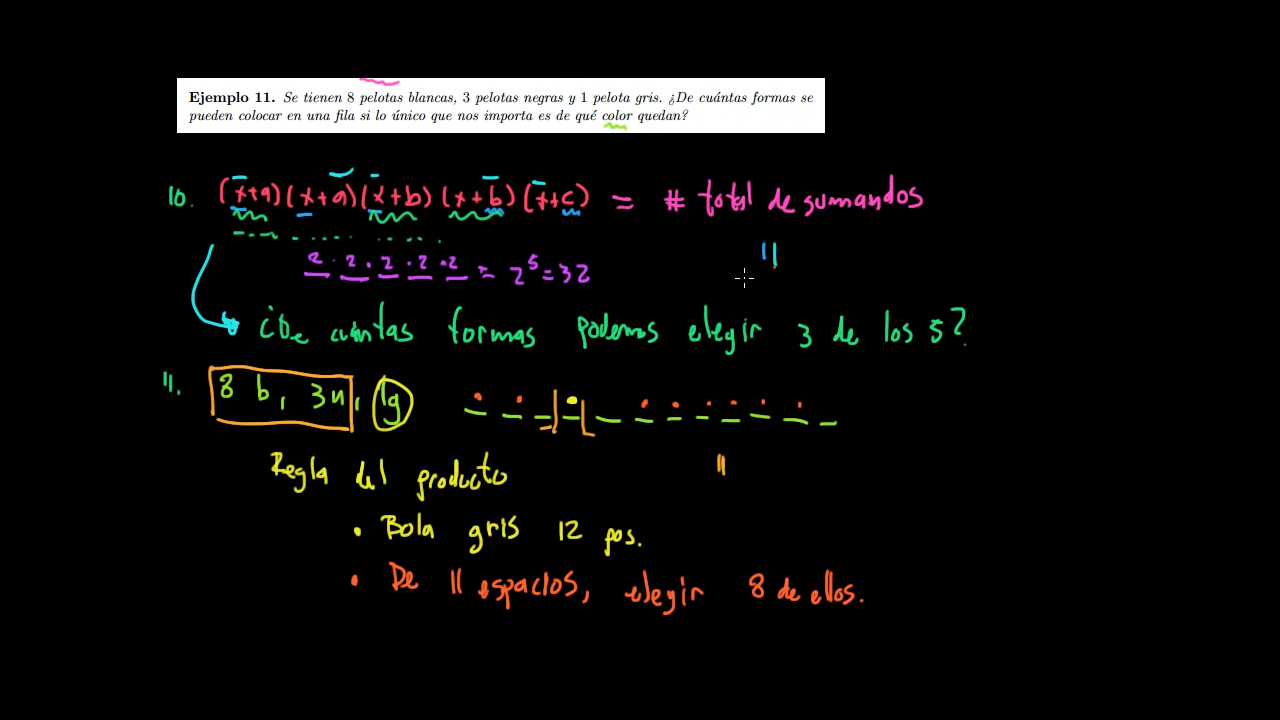 Ejemplo 11. Se tienen 8 pelotas blancas, 3 pelotas negras y 1 pelota gris. ¿De cuántas formas se
pueden colocar en una fila si lo único que nos importa es de qué color quedan?
10. (x+a)(x+a)(x+b)(x+b)(x+c) = # total de sumandos
2 · 2 · 2 · 2 · 2 = 2^5 = 32
11
¿De cuántas formas podemos elegir 3 de los 5?
11. 8 b, 3n, 1g
11
Regla del producto
• Bola gris 12 pos.
• De 11 espacios, elegir 8 de ellos.